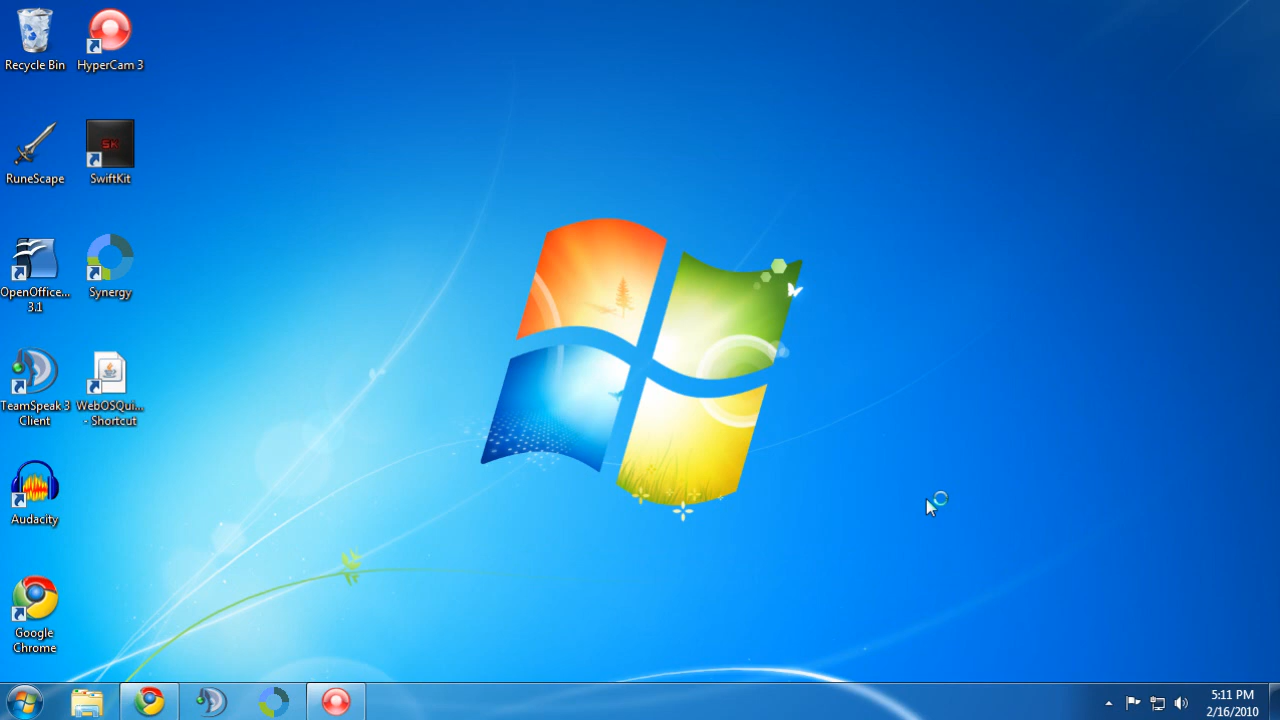 Recycle Bin
HyperCam 3
RuneScape
SK
SwiftKit
OpenOffice...
3.1
Synergy
TeamSpeak 3
Client
WebOSQui...
- Shortcut
Audacity
Google
Chrome
5:11 PM
2/16/2010